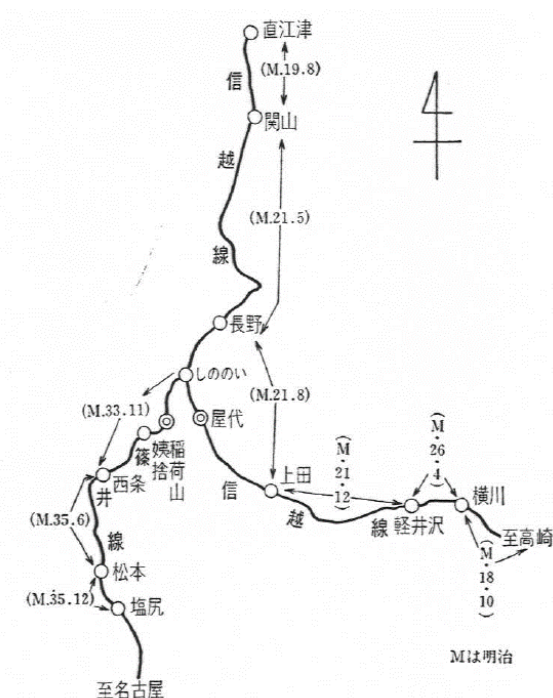 直江津
(M.19.8)
信越線
関山
(M.21.5)
長野
しののい
(M.21.8)
(M.33.11)
屋代
稲荷山
姨捨
篠井線
西条
上田
(M・21・12)
信越線
(M・26・4)
横川
軽井沢
至高崎
(M・18・10)
(M.35.6)
松本
(M.35.12)
塩尻
Mは明治
至名古屋